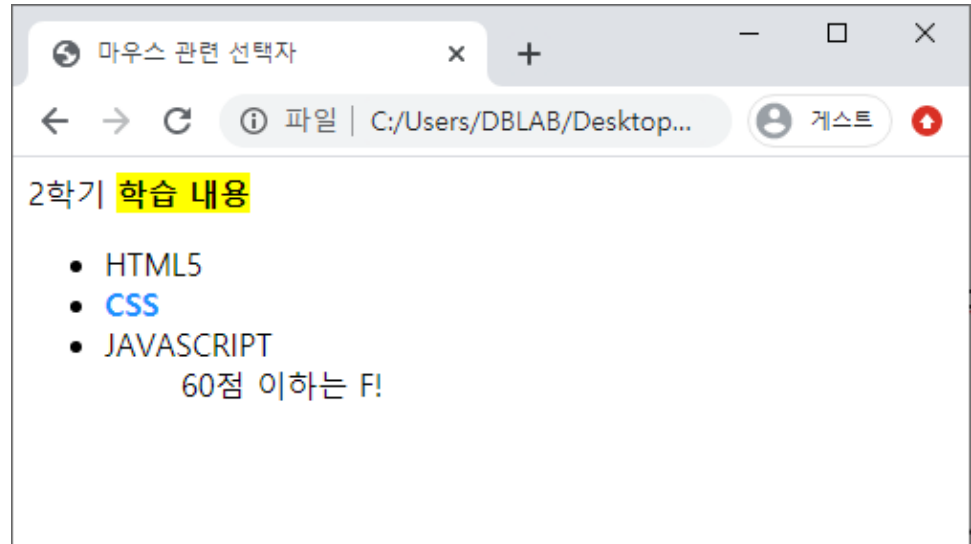 마우스 관련 선택자
파일 | C:/Users/DBLAB/Desktop... 게스트
2학기 학습 내용
HTML5
CSS
JAVASCRIPT
60점 이하는 F!